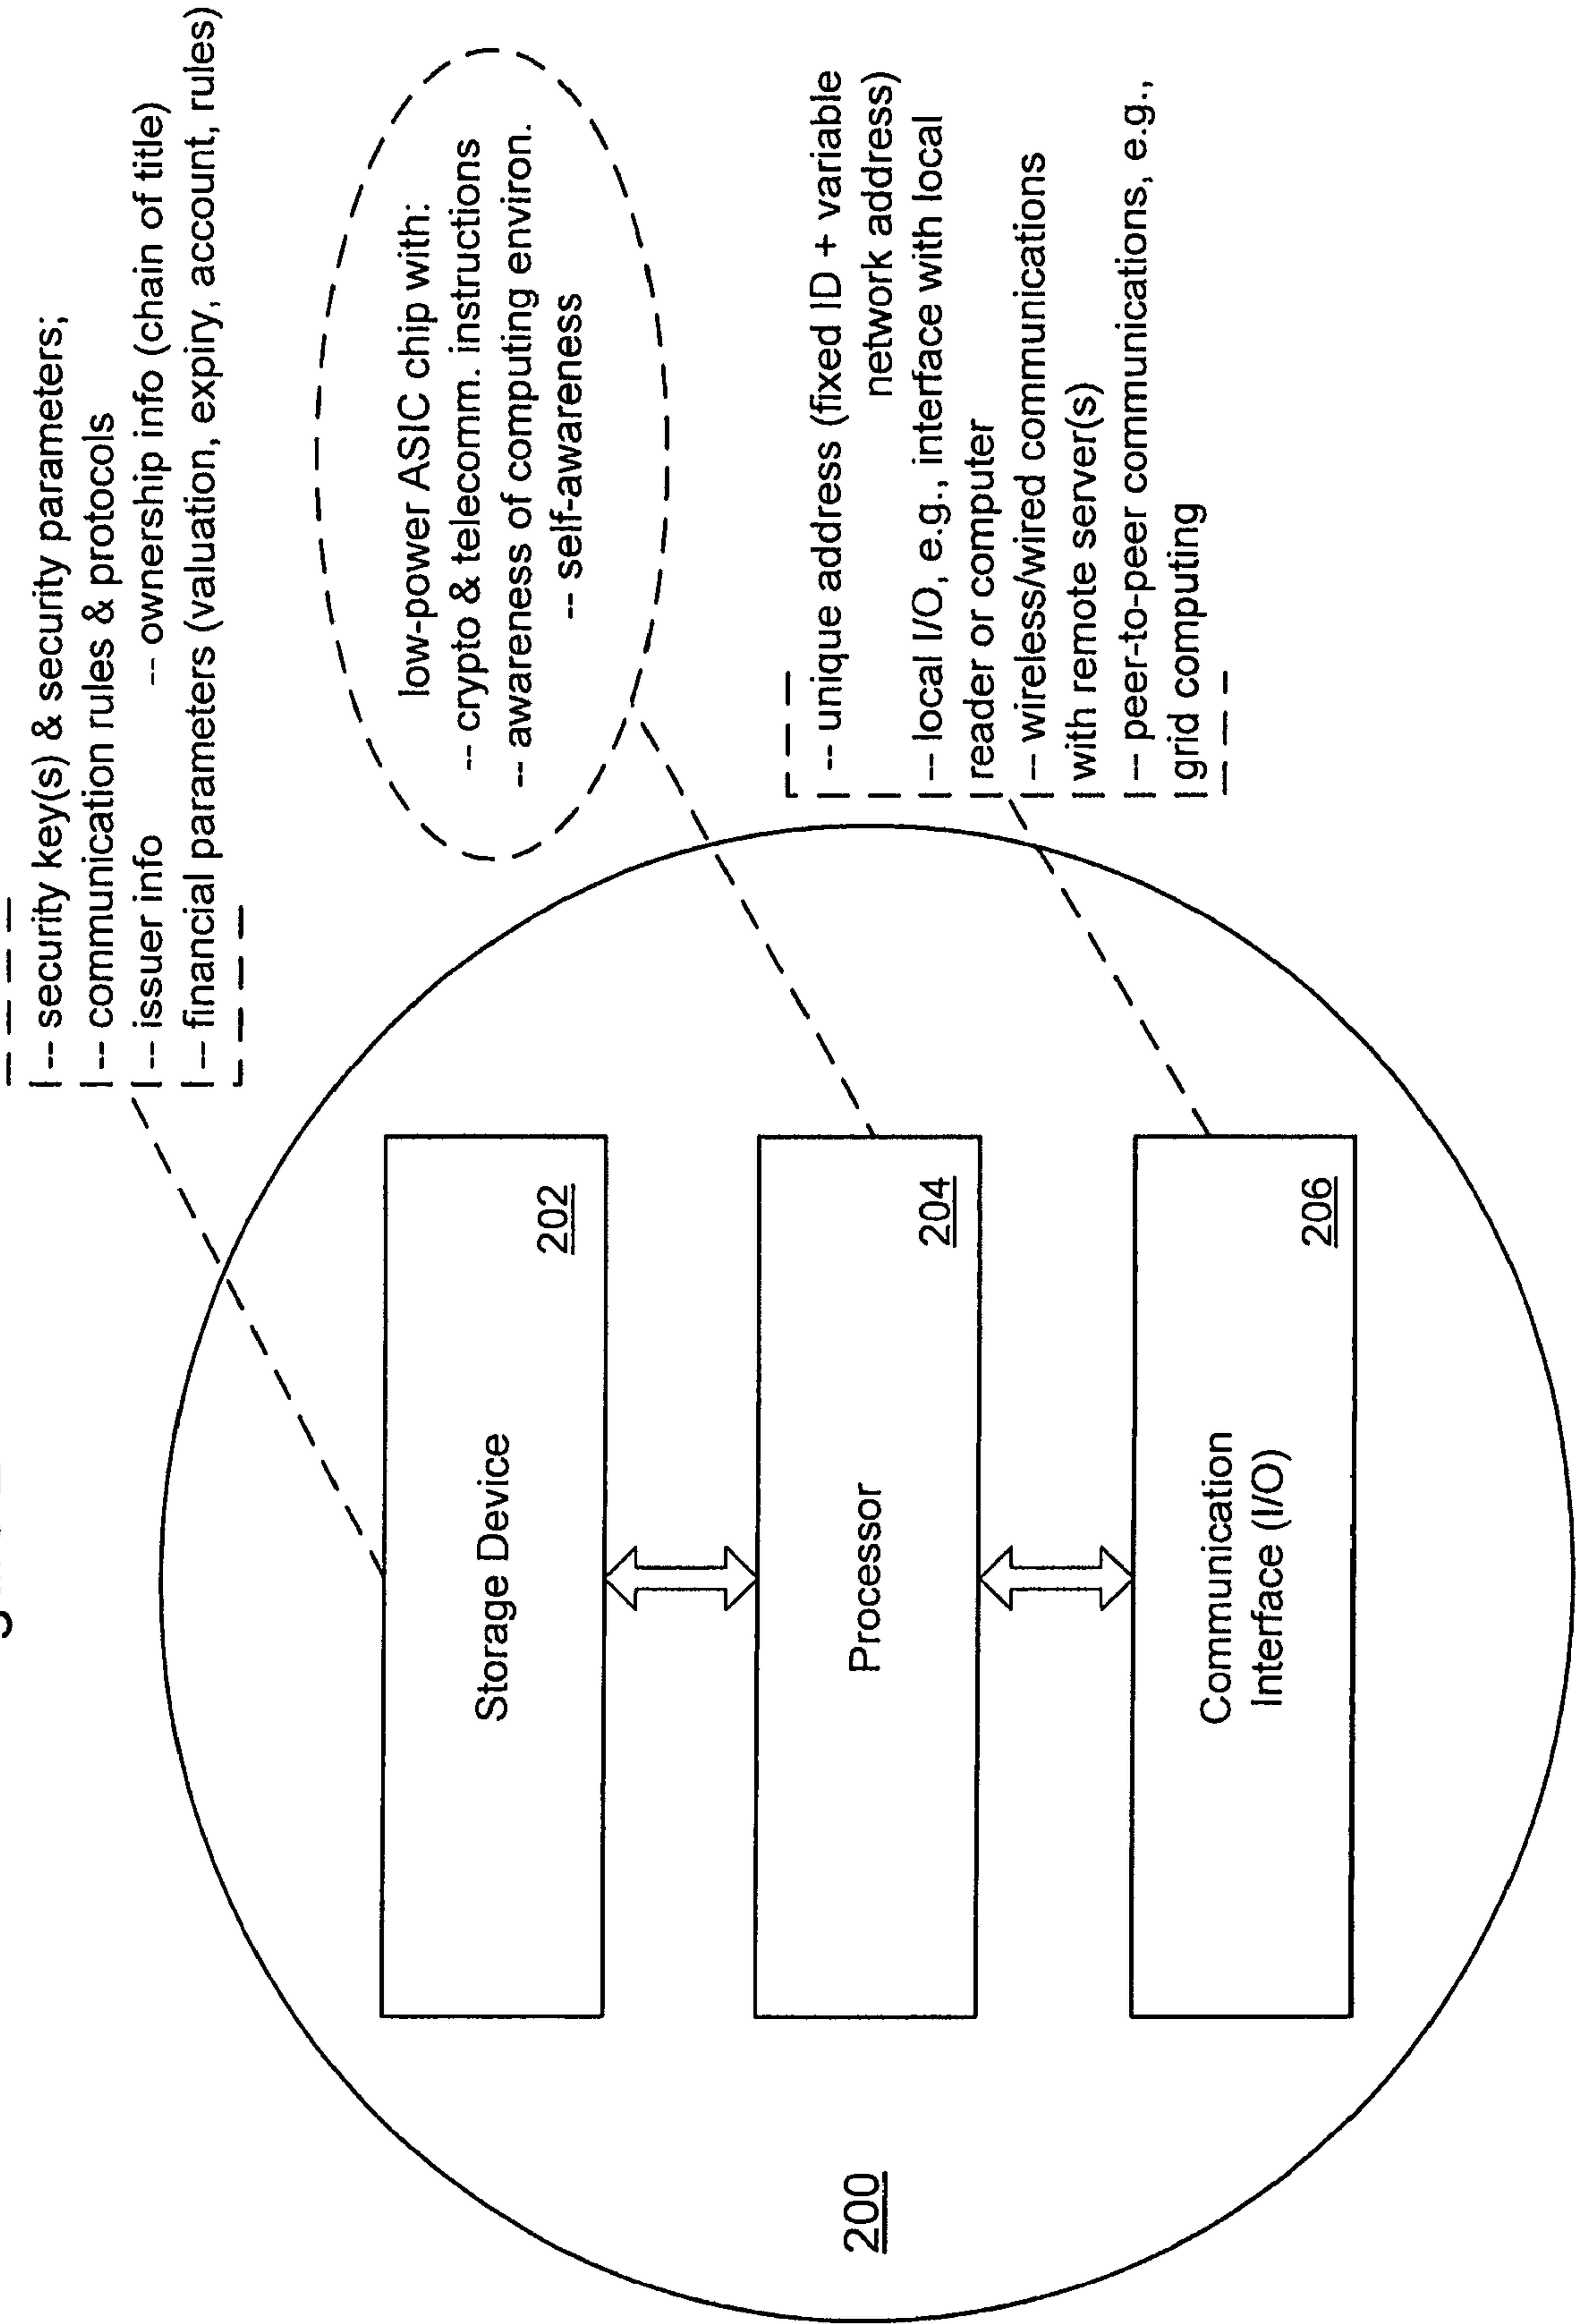 -- security key(s) & security parameters;
-- communication rules & protocols
-- issuer info -- ownership info (chain of title)
-- financial parameters (valuation, expiry, account, rules)
low-power ASIC chip with:
-- crypto & telecomm. instructions
-- awareness of computing environ.
-- self-awareness
-- unique address (fixed ID + variable
network address)
-- local I/O, e.g., interface with local
reader or computer
-- wireless/wired communications
with remote server(s)
-- peer-to-peer communications, e.g.,
grid computing
Storage Device
202
Processor
204
Communication
Interface (I/O)
206
200